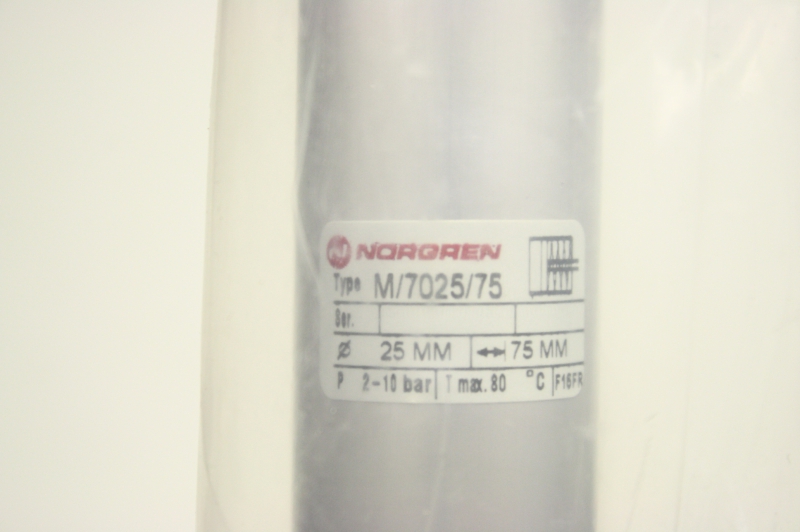 NORGREN
Type M/7025/75
Ser.
Ø 25 MM ↔ 75 MM
P 2-10 bar T max. 80 °C F16FR